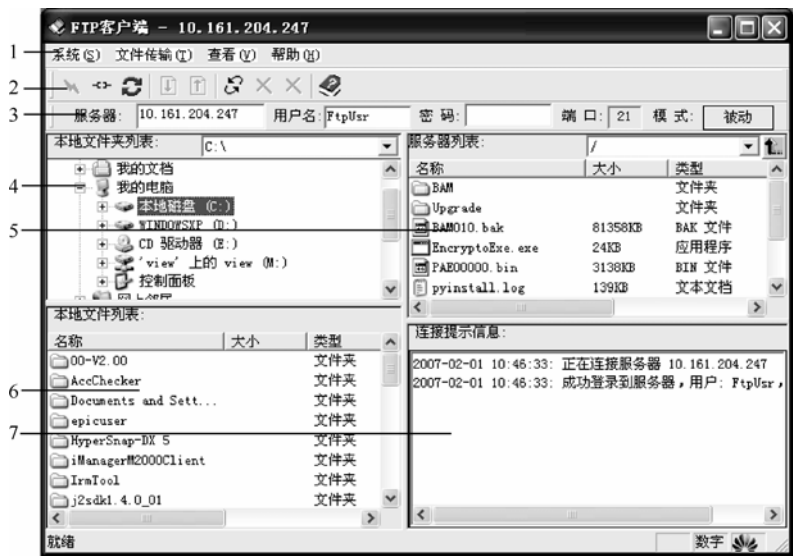 FTP客户端 - 10.161.204.247
1
系统(S) 文件传输(T) 查看(V) 帮助(H)
2
3
服务器: 10.161.204.247 用户名: FtpUsr 密 码: 端 口: 21 模 式: 被动
本地文件夹列表: C:\
我的文档
4
我的电脑
本地磁盘 (C:)
5
WINDOWSXP (D:)
CD 驱动器 (E:)
'view' 上的 view (M:)
控制面板
网上邻居
服务器列表: /
名称 大小 类型
BAM 文件夹
Upgrade 文件夹
BAM010.bak 81358KB BAK 文件
EncryptoExe.exe 24KB 应用程序
PAE00000.bin 3138KB BIN 文件
pyinstall.log 139KB 文本文档
本地文件列表:
名称 大小 类型
00-V2.00 文件夹
6
AccChecker 文件夹
Documents and Sett... 文件夹
epicuser 文件夹
7
HyperSnap-DX 5 文件夹
iManagerM2000Client 文件夹
IrmTool 文件夹
j2sdk1.4.0_01 文件夹
连接提示信息:
2007-02-01 10:46:33: 正在连接服务器 10.161.204.247
2007-02-01 10:46:33: 成功登录到服务器,用户: FtpUsr,
就绪 数字